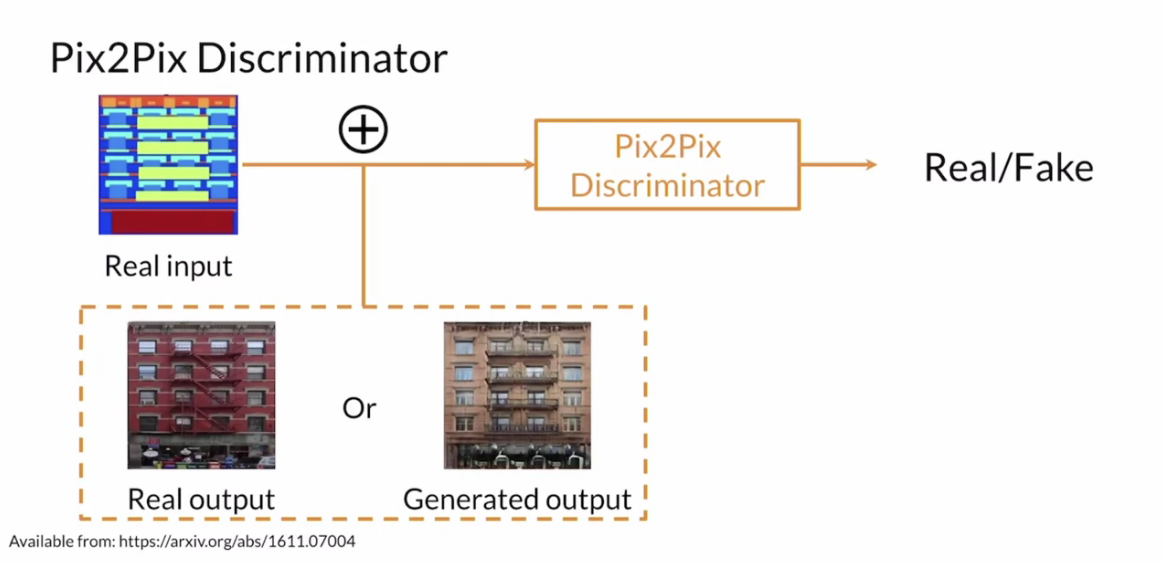 Pix2Pix Discriminator
Pix2Pix
Discriminator
Real/Fake
Real input
Or
Real output
Generated output
Available from: https://arxiv.org/abs/1611.07004